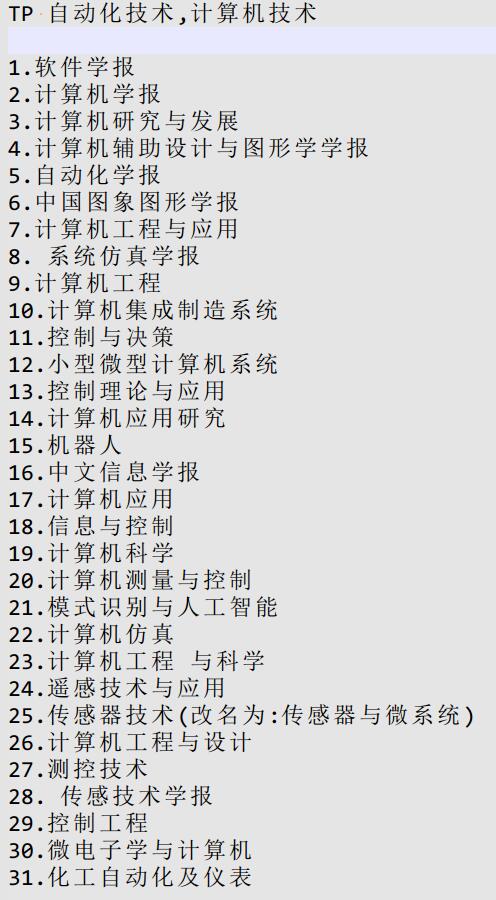 TP 自动化技术,计算机技术
1.软件学报
2.计算机学报
3.计算机研究与发展
4.计算机辅助设计与图形学学报
5.自动化学报
6.中国图象图形学报
7.计算机工程与应用
8. 系统仿真学报
9.计算机工程
10.计算机集成制造系统
11.控制与决策
12.小型微型计算机系统
13.控制理论与应用
14.计算机应用研究
15.机器人
16.中文信息学报
17.计算机应用
18.信息与控制
19.计算机科学
20.计算机测量与控制
21.模式识别与人工智能
22.计算机仿真
23.计算机工程 与科学
24.遥感技术与应用
25.传感器技术(改名为:传感器与微系统)
26.计算机工程与设计
27.测控技术
28. 传感技术学报
29.控制工程
30.微电子学与计算机
31.化工自动化及仪表